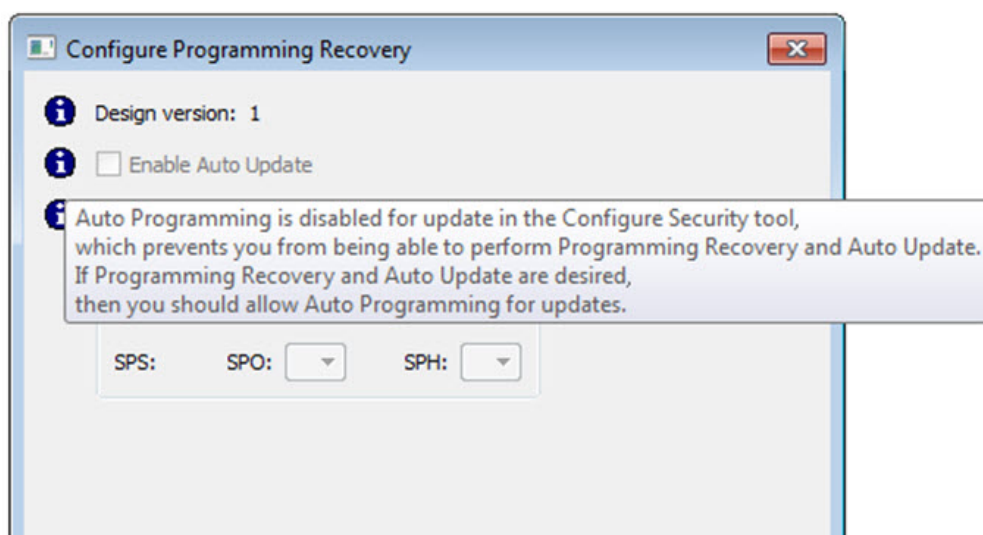 Configure Programming Recovery
Design version: 1
Enable Auto Update
Auto Programming is disabled for update in the Configure Security tool,
which prevents you from being able to perform Programming Recovery and Auto Update.
If Programming Recovery and Auto Update are desired,
then you should allow Auto Programming for updates.
SPS: SPO: SPH: